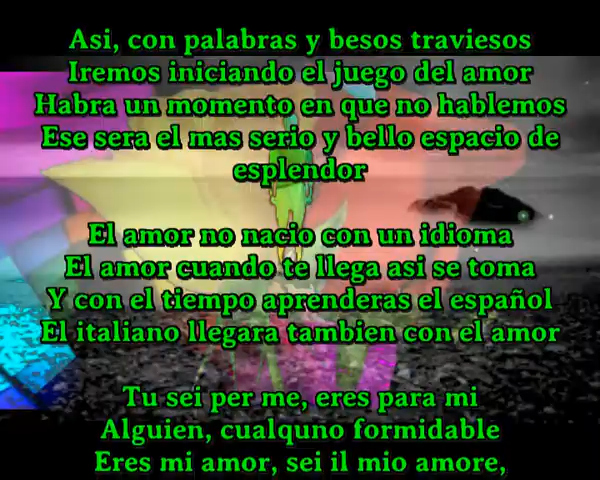 Asi, con palabras y besos traviesos
Iremos iniciando el juego del amor
Habra un momento en que no hablemos
Ese sera el mas serio y bello espacio de
esplendor
El amor no nacio con un idioma
El amor cuando te llega asi se toma
Y con el tiempo aprenderas el español
El italiano llegara tambien con el amor
Tu sei per me, eres para mi
Alguien, cualquno formidable
Eres mi amor, sei il mio amore,